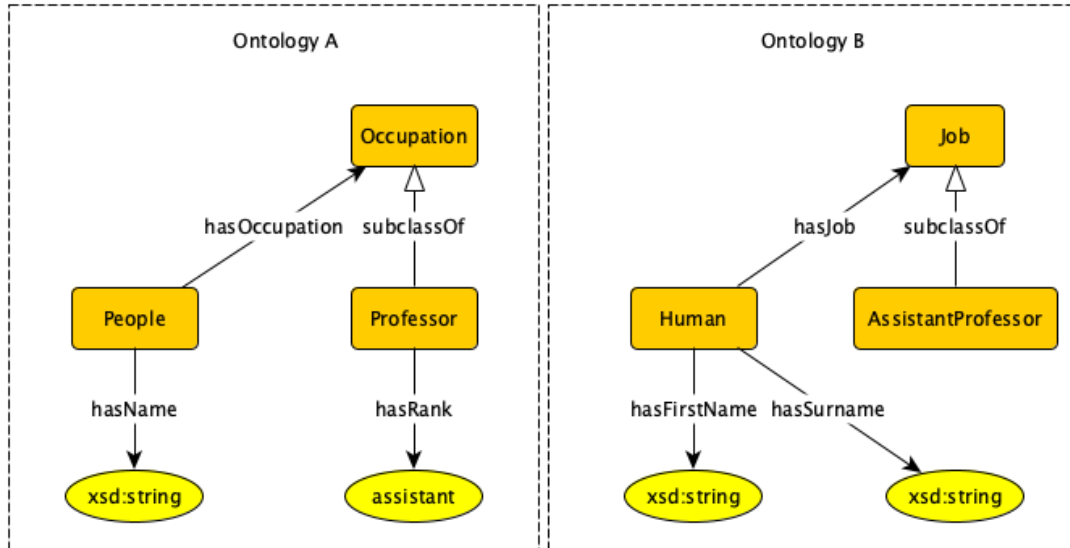 Ontology A
Occupation
hasOccupation
subclassOf
People
Professor
hasName
hasRank
xsd:string
assistant
Ontology B
Job
hasJob
subclassOf
Human
AssistantProfessor
hasFirstName
hasSurname
xsd:string
xsd:string